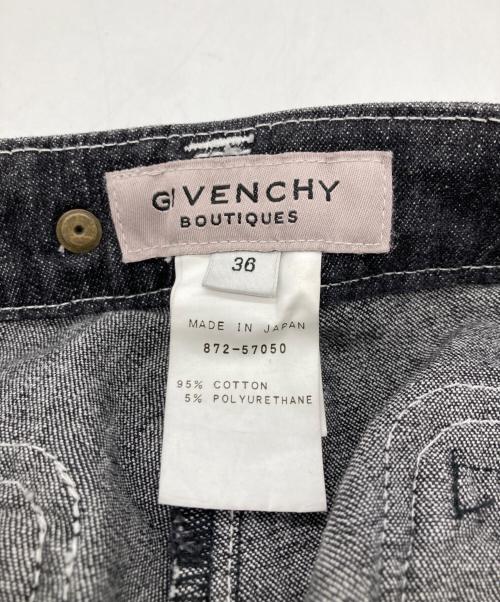 GIVENCHY
BOUTIQUES
36
MADE IN JAPAN
872-57050
95% COTTON
5% POLYURETHANE